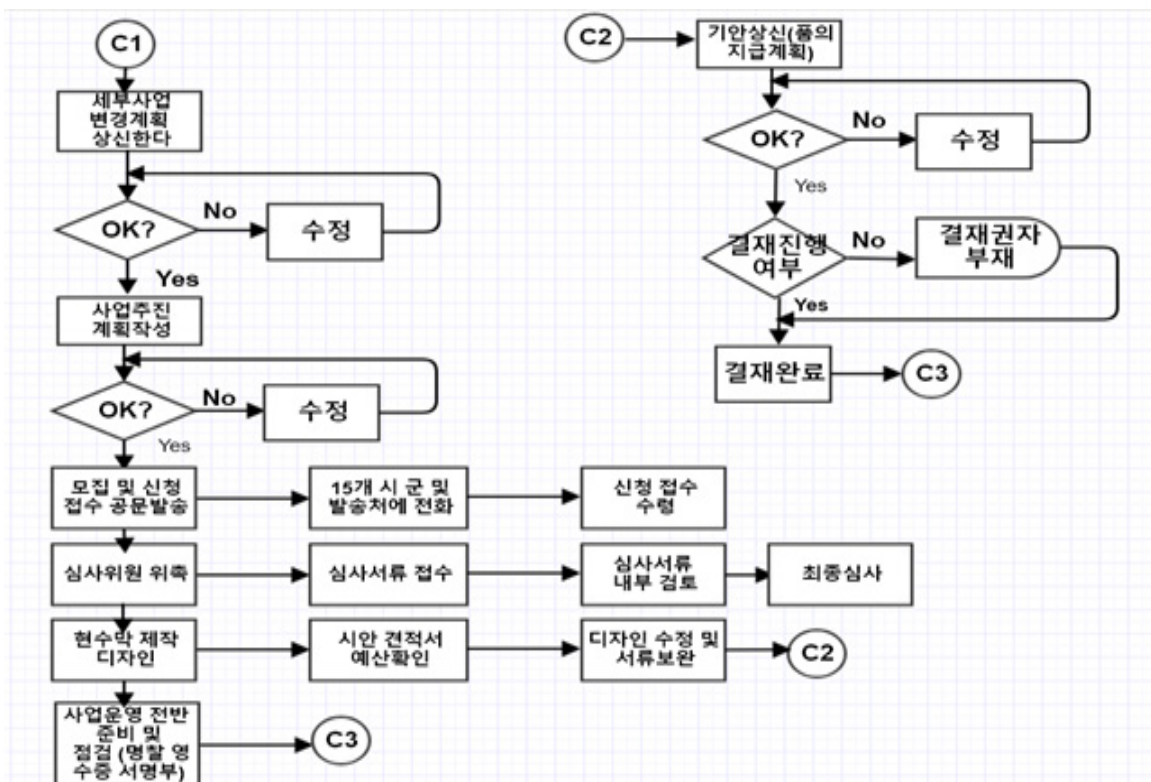 C1
세부사업
변경계획
상신한다
OK?
No
수정
Yes
사업추진
계획작성
OK?
No
수정
Yes
모집 및 신청
접수 공문발송
15개 시 군 및
발송처에 전화
신청 접수
수령
심사위원 위촉
심사서류 접수
심사서류
내부 검토
최종심사
현수막 제작
디자인
시안 견적서
예산확인
디자인 수정 및
서류보완
C2
사업운영 전반
준비 및
점검 (명찰 영
수증 서명부)
C3
C2
기안상신(품의
지급계획)
OK?
No
수정
Yes
결재진행
여부
No
결재권자
부재
Yes
결재완료
C3